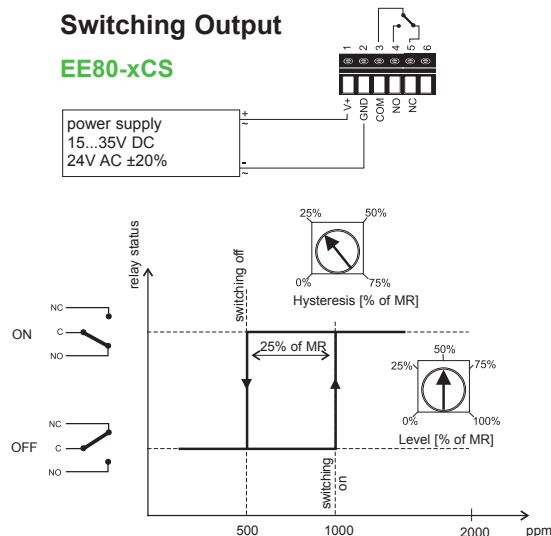 Switching Output
EE80-xCS
1 2 3 4 5 6
V+ GND COM NO NC
power supply
15...35V DC
24V AC ±20%
+
~
-
~
25% 50%
0% 75%
Hysteresis [% of MR]
relay status
switching off
NC
ON C
NO
25% of MR
50%
25% 75%
0% 100%
Level [% of MR]
NC
OFF C
NO
switching
on
500 1000 2000 ppm